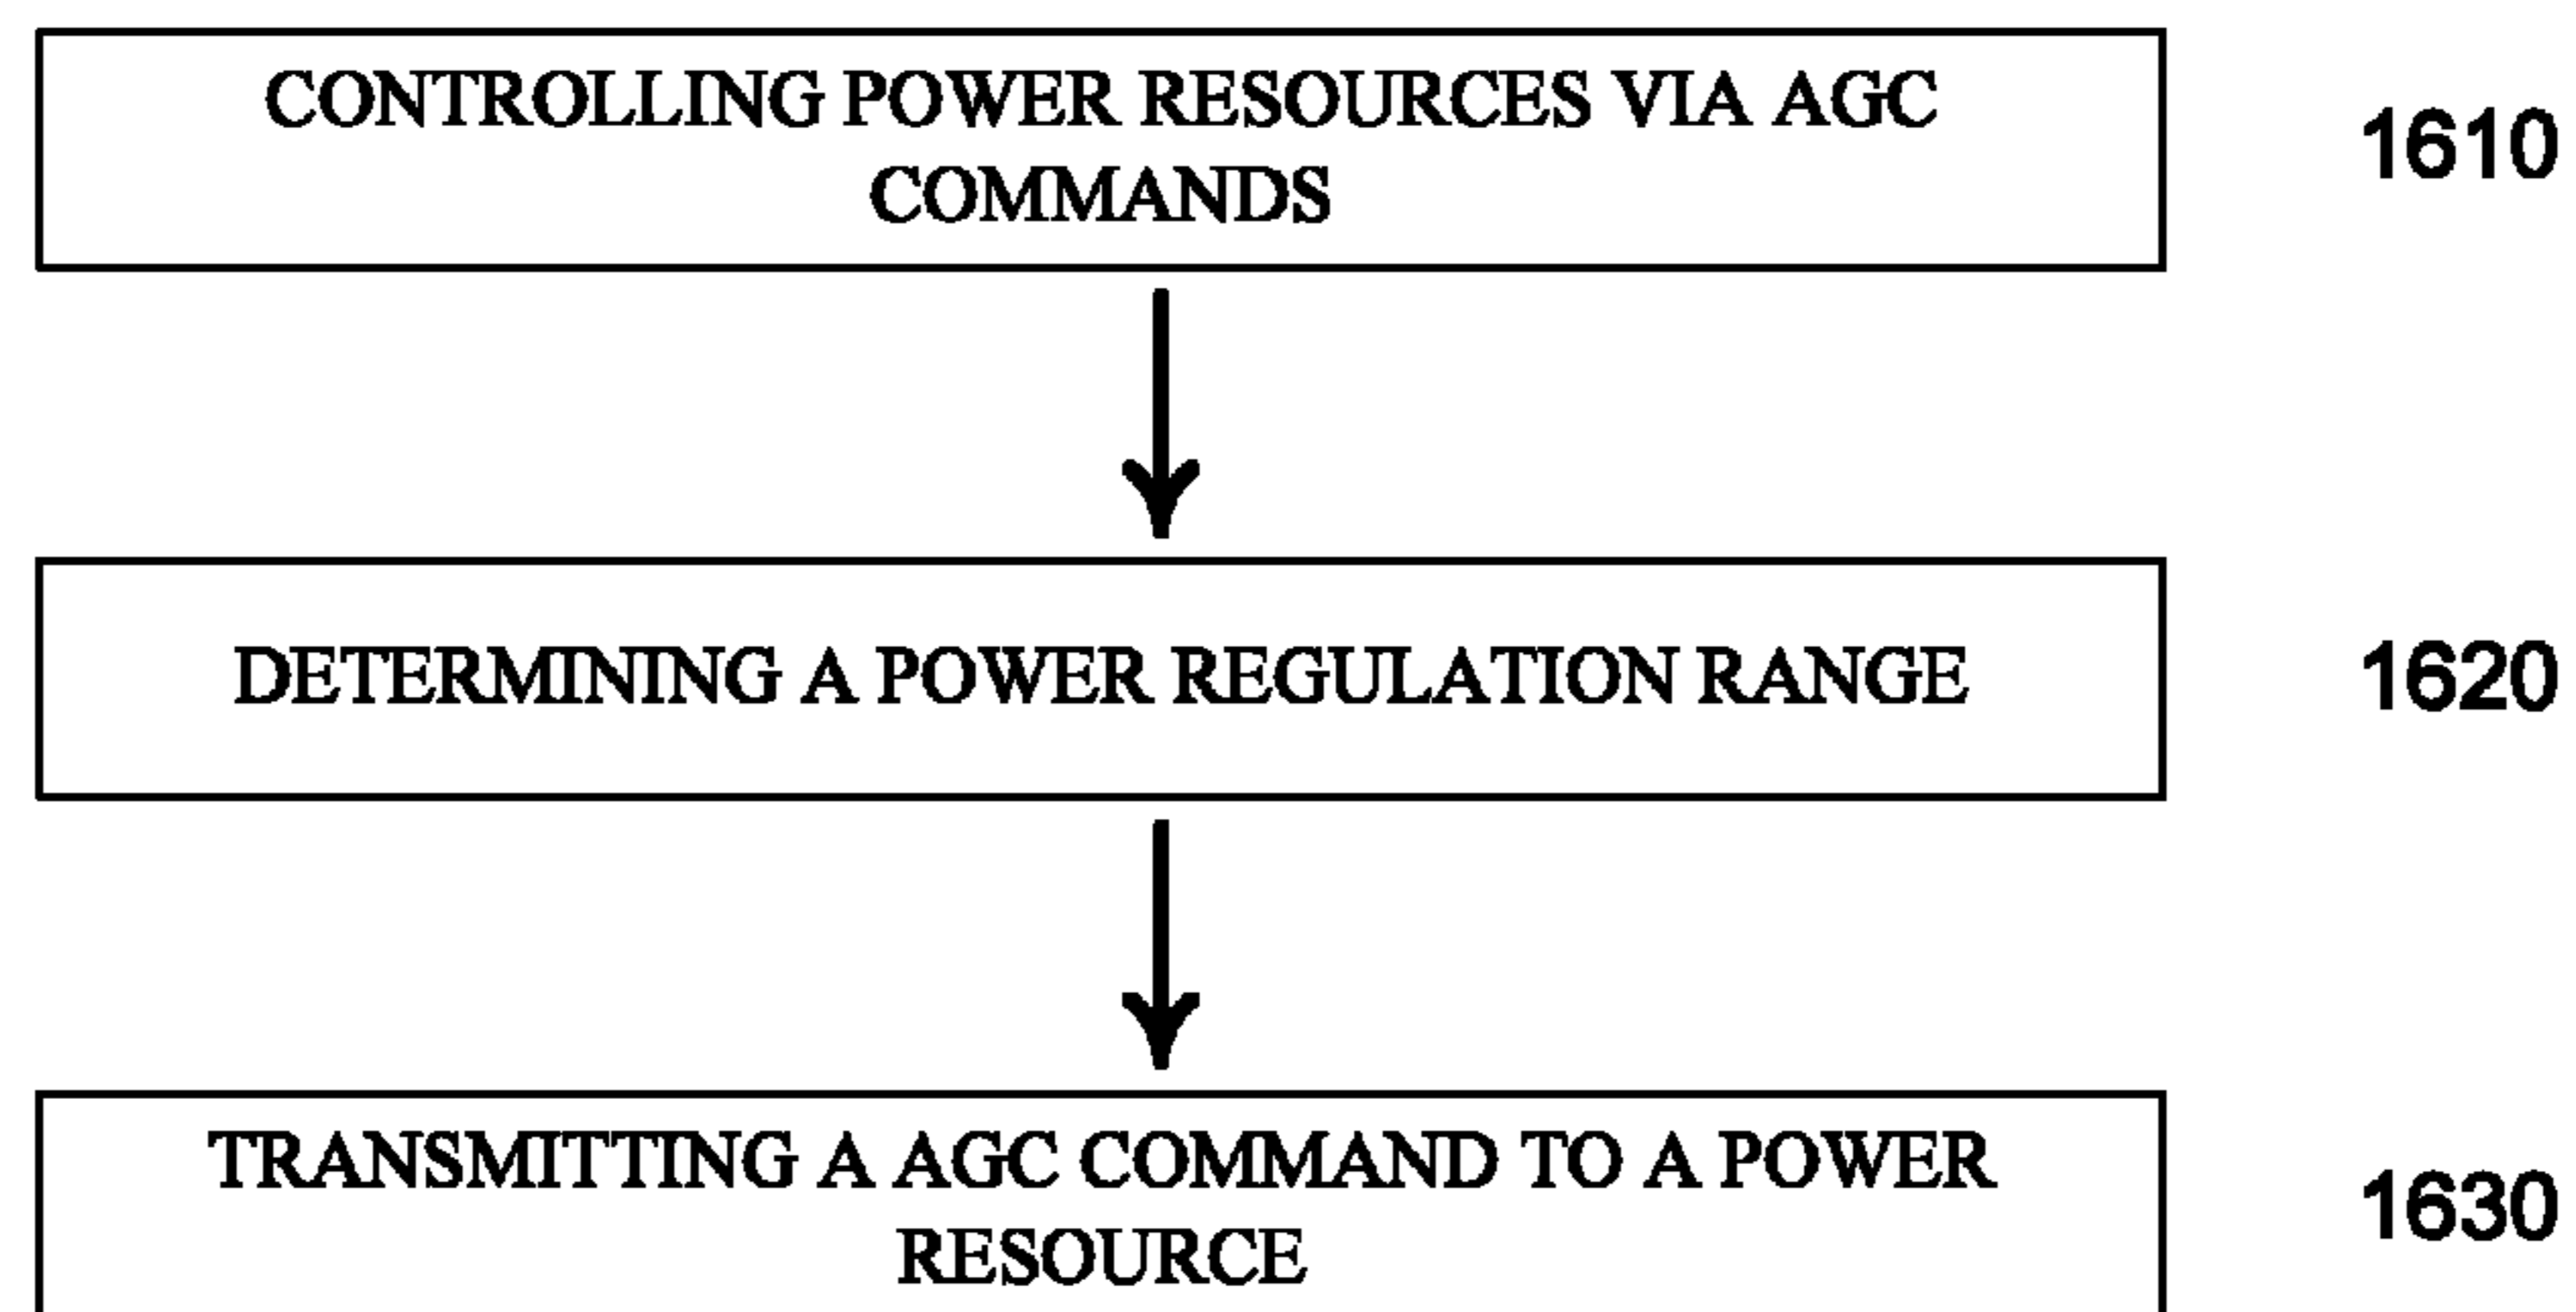 CONTROLLING POWER RESOURCES VIA AGC
COMMANDS
1610
DETERMINING A POWER REGULATION RANGE
1620
TRANSMITTING A AGC COMMAND TO A POWER
RESOURCE
1630